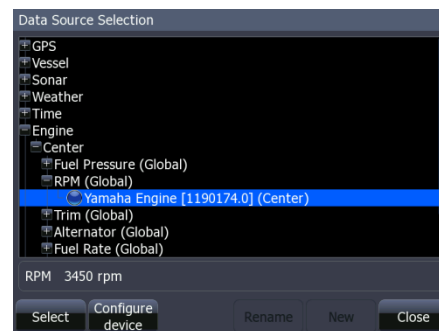 Data Source Selection
GPS
Vessel
Sonar
Weather
Time
Engine
Center
Fuel Pressure (Global)
RPM (Global)
Yamaha Engine [1190174.0] (Center)
Trim (Global)
Alternator (Global)
Fuel Rate (Global)
RPM 3450 rpm
Select
Configure
device
Rename
New
Close